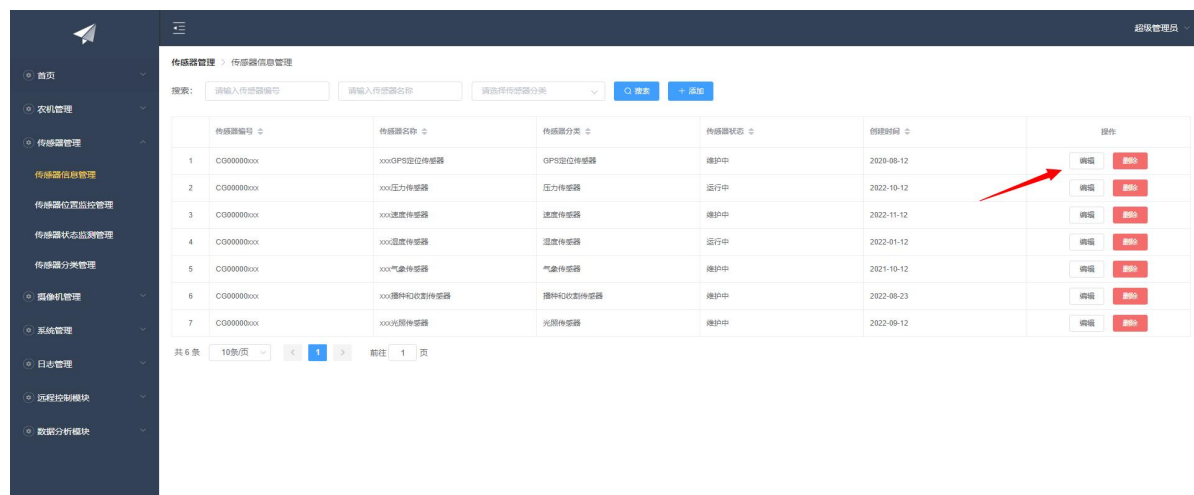 超级管理员
首页
农机管理
传感器管理
传感器信息管理
传感器位置监控管理
传感器状态监测管理
传感器分类管理
摄像机管理
系统管理
日志管理
远程控制模块
数据分析模块
传感器管理 > 传感器信息管理
搜索: 请输入传感器编号 请输入传感器名称 请选择传感器分类 搜索 + 添加
传感器编号 传感器名称 传感器分类 传感器状态 创建时间 操作
1 CG00000xxx xxxGPS定位传感器 GPS定位传感器 维护中 2020-08-12 编辑 删除
2 CG00000xxx xxx压力传感器 压力传感器 运行中 2022-10-12 编辑 删除
3 CG00000xxx xxx速度传感器 速度传感器 维护中 2022-11-12 编辑 删除
4 CG00000xxx xxx湿度传感器 湿度传感器 运行中 2022-01-12 编辑 删除
5 CG00000xxx xxx气象传感器 气象传感器 维护中 2021-10-12 编辑 删除
6 CG00000xxx xxx播种和收割传感器 播种和收割传感器 维护中 2022-08-23 编辑 删除
7 CG00000xxx xxx光照传感器 光照传感器 维护中 2022-09-12 编辑 删除
共 6 条 10条/页 < 1 > 前往 1 页